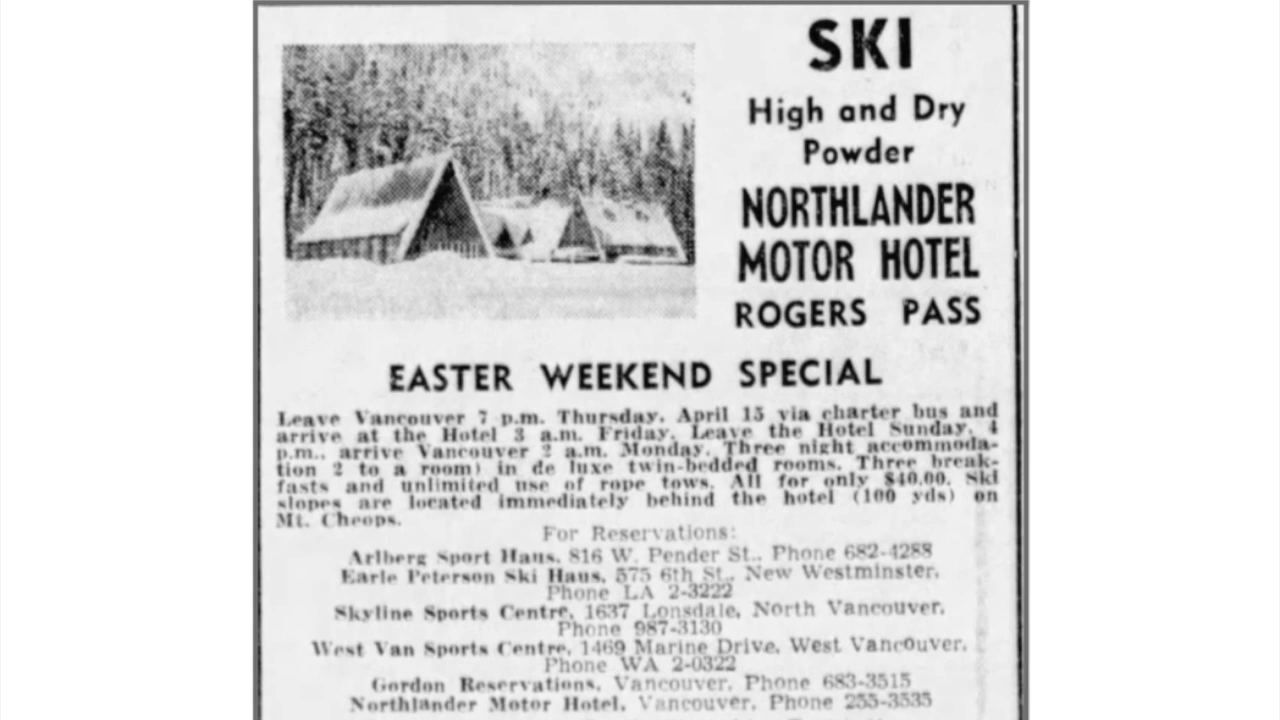 SKI
High and Dry
Powder
NORTHLANDER
MOTOR HOTEL
ROGERS PASS
EASTER WEEKEND SPECIAL
Leave Vancouver 7 p.m. Thursday, April 15 via charter bus and
arrive at the Hotel 3 a.m. Friday. Leave the Hotel Sunday, 4
p.m., arrive Vancouver 2 a.m. Monday. Three night accommoda-
tion 2 to a room) in de luxe twin-bedded rooms. Three break-
fasts and unlimited use of rope tows. All for only $40.00. Ski
slopes are located immediately behind the hotel (100 yds) on
Mt. Cheops.
For Reservations:
Arlberg Sport Haus, 816 W. Pender St., Phone 682-4288
Earle Peterson Ski Haus, 575 6th St., New Westminster,
Phone LA 2-3222
Skyline Sports Centre, 1637 Lonsdale, North Vancouver,
Phone 987-3130
West Van Sports Centre, 1469 Marine Drive, West Vancouver,
Phone WA 2-0322
Gordon Reservations, Vancouver, Phone 683-3515
Northlander Motor Hotel, Vancouver, Phone 255-3535